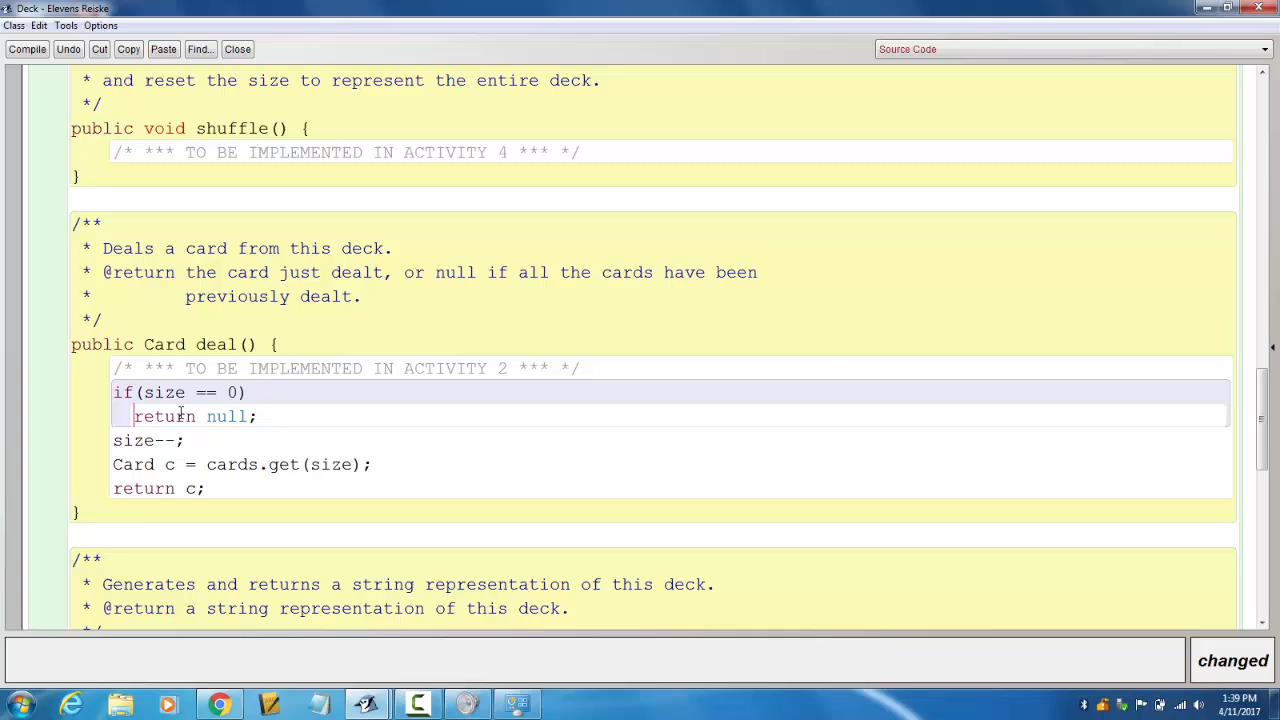 Deck - Elevens Reiske
Class Edit Tools Options
Compile Undo Cut Copy Paste Find... Close Source Code
* and reset the size to represent the entire deck.
*/
public void shuffle() {
/* *** TO BE IMPLEMENTED IN ACTIVITY 4 *** */
}
/**
* Deals a card from this deck.
* @return the card just dealt, or null if all the cards have been
* previously dealt.
*/
public Card deal() {
/* *** TO BE IMPLEMENTED IN ACTIVITY 2 *** */
if(size == 0)
return null;
size--;
Card c = cards.get(size);
return c;
}
/**
* Generates and returns a string representation of this deck.
* @return a string representation of this deck.
*/
changed
1:39 PM
4/11/2017